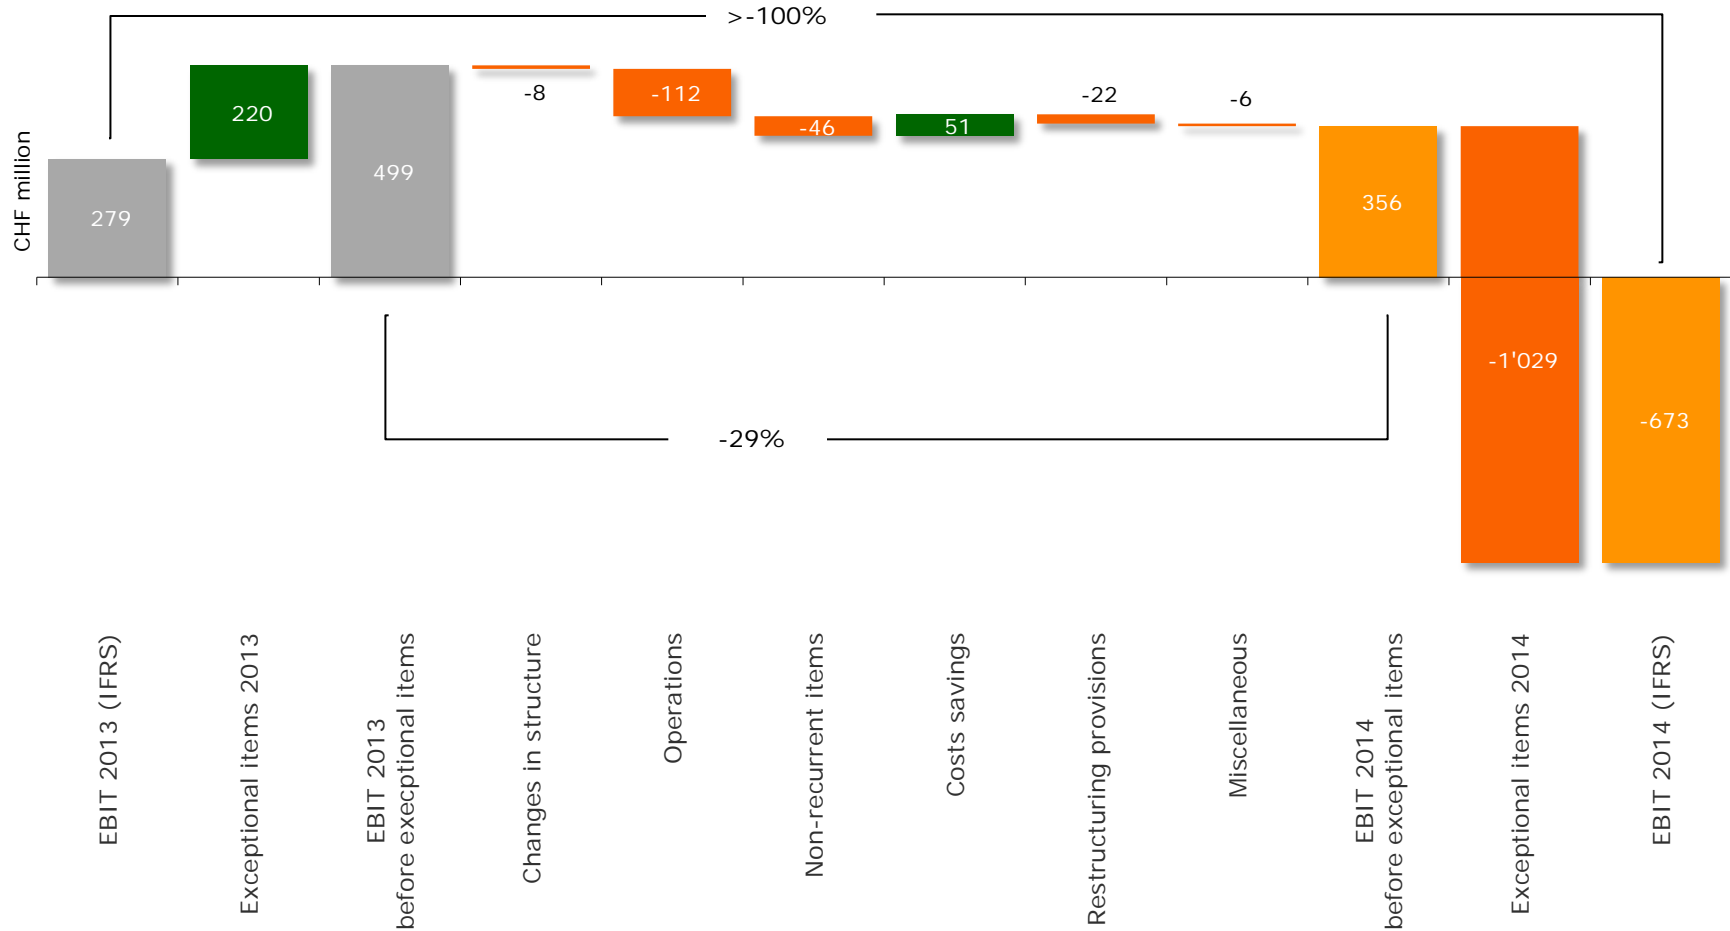 >-100%
CHF million
279
220
499
-8
-112
-46
51
-22
-6
356
-1'029
-673
-29%
EBIT 2013 (IFRS)
Exceptional items 2013
EBIT 2013
before execptional items
Changes in structure
Operations
Non-recurrent items
Costs savings
Restructuring provisions
Miscellaneous
EBIT 2014
before exceptional items
Exceptional items 2014
EBIT 2014 (IFRS)